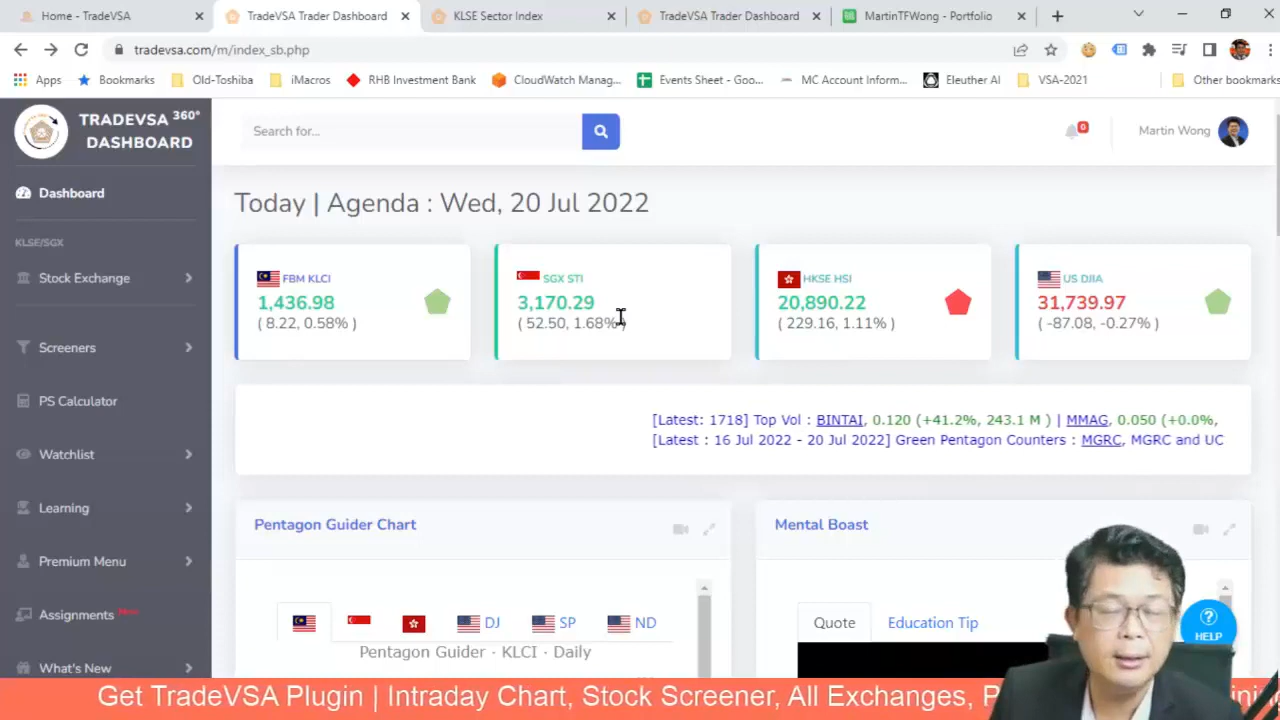 Home - TradeVSA
TradeVSA Trader Dashboard
KLSE Sector Index
TradeVSA Trader Dashboard
MartinTFWong - Portfolio
tradevsa.com/m/index_sb.php
Apps
Bookmarks
Old-Toshiba
iMacros
RHB Investment Bank
CloudWatch Manag...
Events Sheet - Goo...
MC Account Inform...
Eleuther AI
VSA-2021
Other bookmarks
TRADEVSA 360°
DASHBOARD
Search for...
0
Martin Wong
Dashboard
KLSE/SGX
Stock Exchange
Screeners
PS Calculator
Watchlist
Learning
Premium Menu
Assignments
What's New
Today | Agenda : Wed, 20 Jul 2022
FBM KLCI
1,436.98
( 8.22, 0.58% )
SGX STI
3,170.29
( 52.50, 1.68% )
HKSE HSI
20,890.22
( 229.16, 1.11% )
US DJIA
31,739.97
( -87.08, -0.27% )
[Latest: 1718] Top Vol : BINTAI, 0.120 (+41.2%, 243.1 M ) | MMAG, 0.050 (+0.0%,
[Latest : 16 Jul 2022 - 20 Jul 2022] Green Pentagon Counters : MGRC, MGRC and UC
Pentagon Guider Chart
DJ
SP
ND
Pentagon Guider · KLCI · Daily
Mental Boast
Quote
Education Tip
?
HELP
Get TradeVSA Plugin | Intraday Chart, Stock Screener, All Exchanges, P